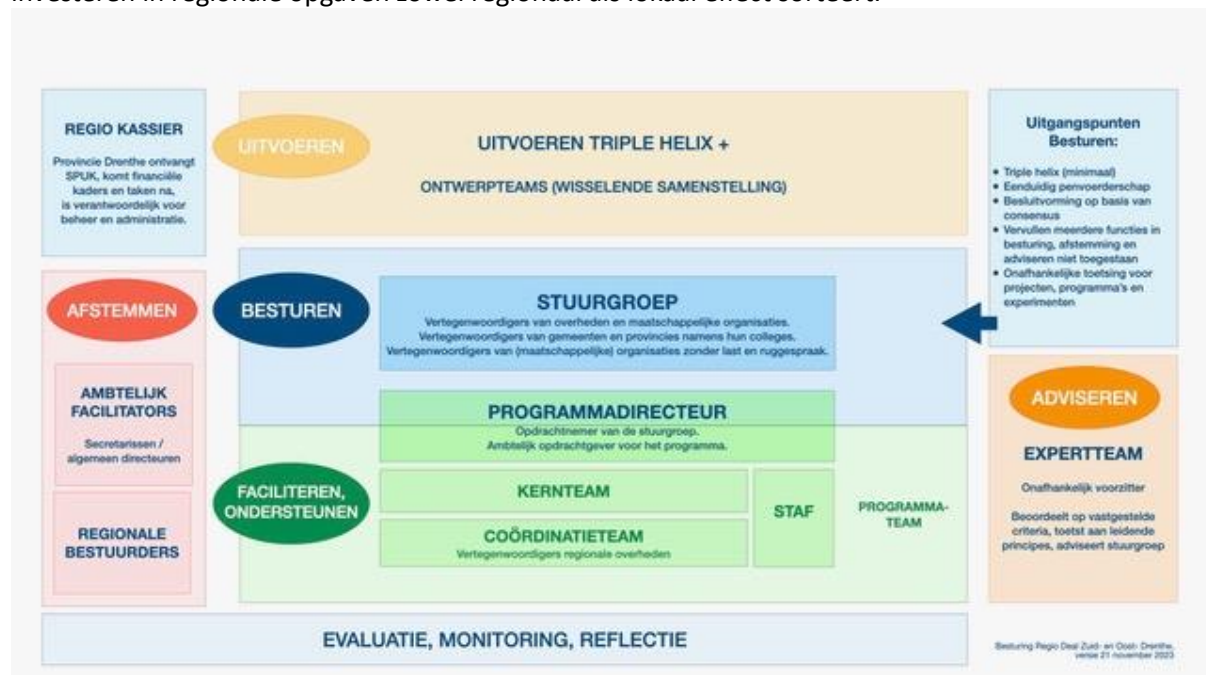 investeren in regionale opgaven zowel regionaal als lokaal effect sorteert.
REGIO KASSIER
Provincie Drenthe ontvangt
SPUK, komt financiële
kaders en taken na,
is verantwoordelijk voor
beheer en administratie.
UITVOEREN
UITVOEREN TRIPLE HELIX +
ONTWERPTEAMS (WISSELENDE SAMENSTELLING)
Uitgangspunten
Besturen:
• Triple helix (minimaal)
• Eenduidig penvoerderschap
• Besluitvorming op basis van
consensus
• Vervullen meerdere functies in
besturing, afstemming en
adviseren niet toegestaan
• Onafhankelijke toetsing voor
projecten, programma's en
experimenten
AFSTEMMEN
AMBTELIJK
FACILITATORS
Secretarissen /
algemeen directeuren
REGIONALE
BESTUURDERS
BESTUREN
STUURGROEP
Vertegenwoordigers van overheden en maatschappelijke organisaties.
Vertegenwoordigers van gemeenten en provincies namens hun colleges.
Vertegenwoordigers van (maatschappelijke) organisaties zonder last en ruggespraak.
PROGRAMMADIRECTEUR
Opdrachtnemer van de stuurgroep.
Ambtelijk opdrachtgever voor het programma.
FACILITEREN,
ONDERSTEUNEN
KERNTEAM
COÖRDINATIETEAM
Vertegenwoordigers regionale overheden
STAF
PROGRAMMA-
TEAM
ADVISEREN
EXPERTTEAM
Onafhankelijk voorzitter
Beoordeelt op vastgestelde
criteria, toetst aan leidende
principes, adviseert stuurgroep
EVALUATIE, MONITORING, REFLECTIE
Besturing Regio Deal Zuid- en Oost- Drenthe,
versie 21 november 2023